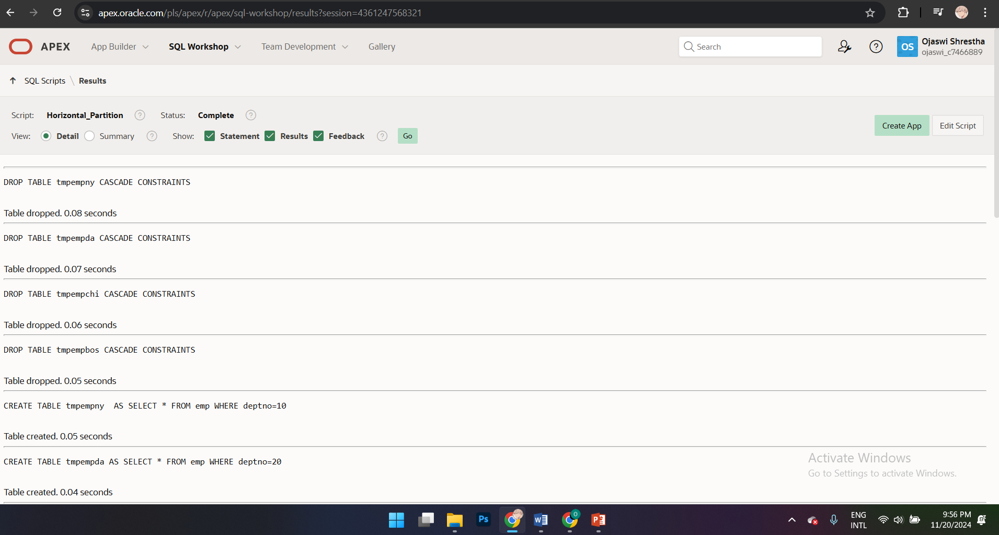 apex.oracle.com/pls/apex/r/apex/sql-workshop/results?session=4361247568321
APEX App Builder SQL Workshop Team Development Gallery Search ? OS Ojaswi Shrestha
ojaswi_c7466889
SQL Scripts \ Results
Script: Horizontal_Partition ? Status: Complete ?
View: Detail Summary ? Show: Statement Results Feedback ? Go
Create App Edit Script
DROP TABLE tmpempny CASCADE CONSTRAINTS
Table dropped. 0.08 seconds
DROP TABLE tmpempda CASCADE CONSTRAINTS
Table dropped. 0.07 seconds
DROP TABLE tmpempchi CASCADE CONSTRAINTS
Table dropped. 0.06 seconds
DROP TABLE tmpempbos CASCADE CONSTRAINTS
Table dropped. 0.05 seconds
CREATE TABLE tmpempny  AS SELECT * FROM emp WHERE deptno=10
Table created. 0.05 seconds
CREATE TABLE tmpempda AS SELECT * FROM emp WHERE deptno=20
Table created. 0.04 seconds
Activate Windows
Go to Settings to activate Windows.
Ps W 0 P ENG
INTL
9:56 PM
11/20/2024